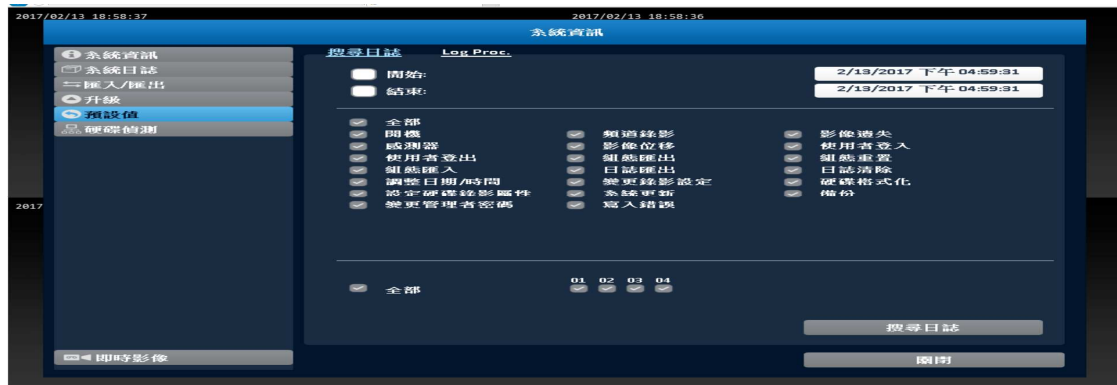 2017/02/13 18:58:37
2017/02/13 18:58:36
系統資訊
系統資訊
系統日誌
匯入/匯出
升級
預設值
硬碟偵測
即時影像
搜尋日誌 Log Proc.
開始: 2/13/2017 下午 04:59:31
結束: 2/13/2017 下午 04:59:31
全部
開機 頻道錄影 影像遺失
感測器 影像位移 使用者登入
使用者登出 組態匯出 組態重置
組態匯入 日誌匯出 日誌清除
調整日期/時間 變更錄影設定 硬碟格式化
設定硬碟錄影屬性 系統更新 備份
變更管理者密碼 寫入錯誤
01 02 03 04
全部
搜尋日誌
關閉
2017